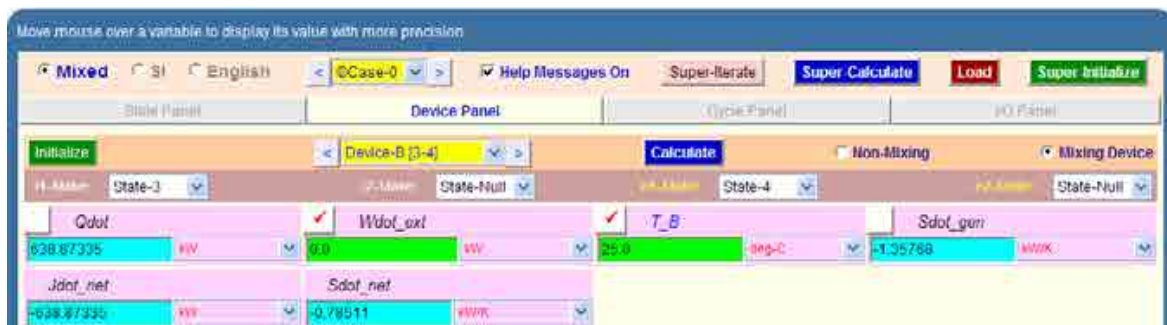 Move mouse over a variable to display its value with more precision
Mixed SI English < ©Case-0 > Help Messages On Super-Iterate Super-Calculate Load Super-Initialize
State Panel Device Panel Cycle Panel I/O Panel
Initialize < Device-B [3-4] > Calculate Non-Mixing Mixing Device
State-3 State-Null State-4 State-Null
Qdot Wdot_ext T_B Sdot_gen
638.87335 kW 0.0 kW 25.0 deg-C -1.35768 kW/K
Jdot_net Sdot_net
-638.87335 kW -0.78511 kW/K